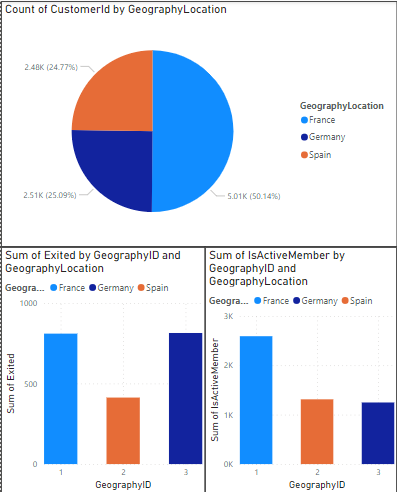 Count of CustomerId by GeographyLocation
2.48K (24.77%)
GeographyLocation
France
Germany
Spain
2.51K (25.09%)
5.01K (50.14%)
Sum of Exited by GeographyID and
GeographyLocation
Geogra... France Germany Spain
1000
500
0
Sum of Exited
1 2 3
GeographyID
Sum of IsActiveMember by
GeographyID and
GeographyLocation
Geogra... France Germany Spain
3K
2K
1K
0K
Sum of IsActiveMember
1 2 3
GeographyID